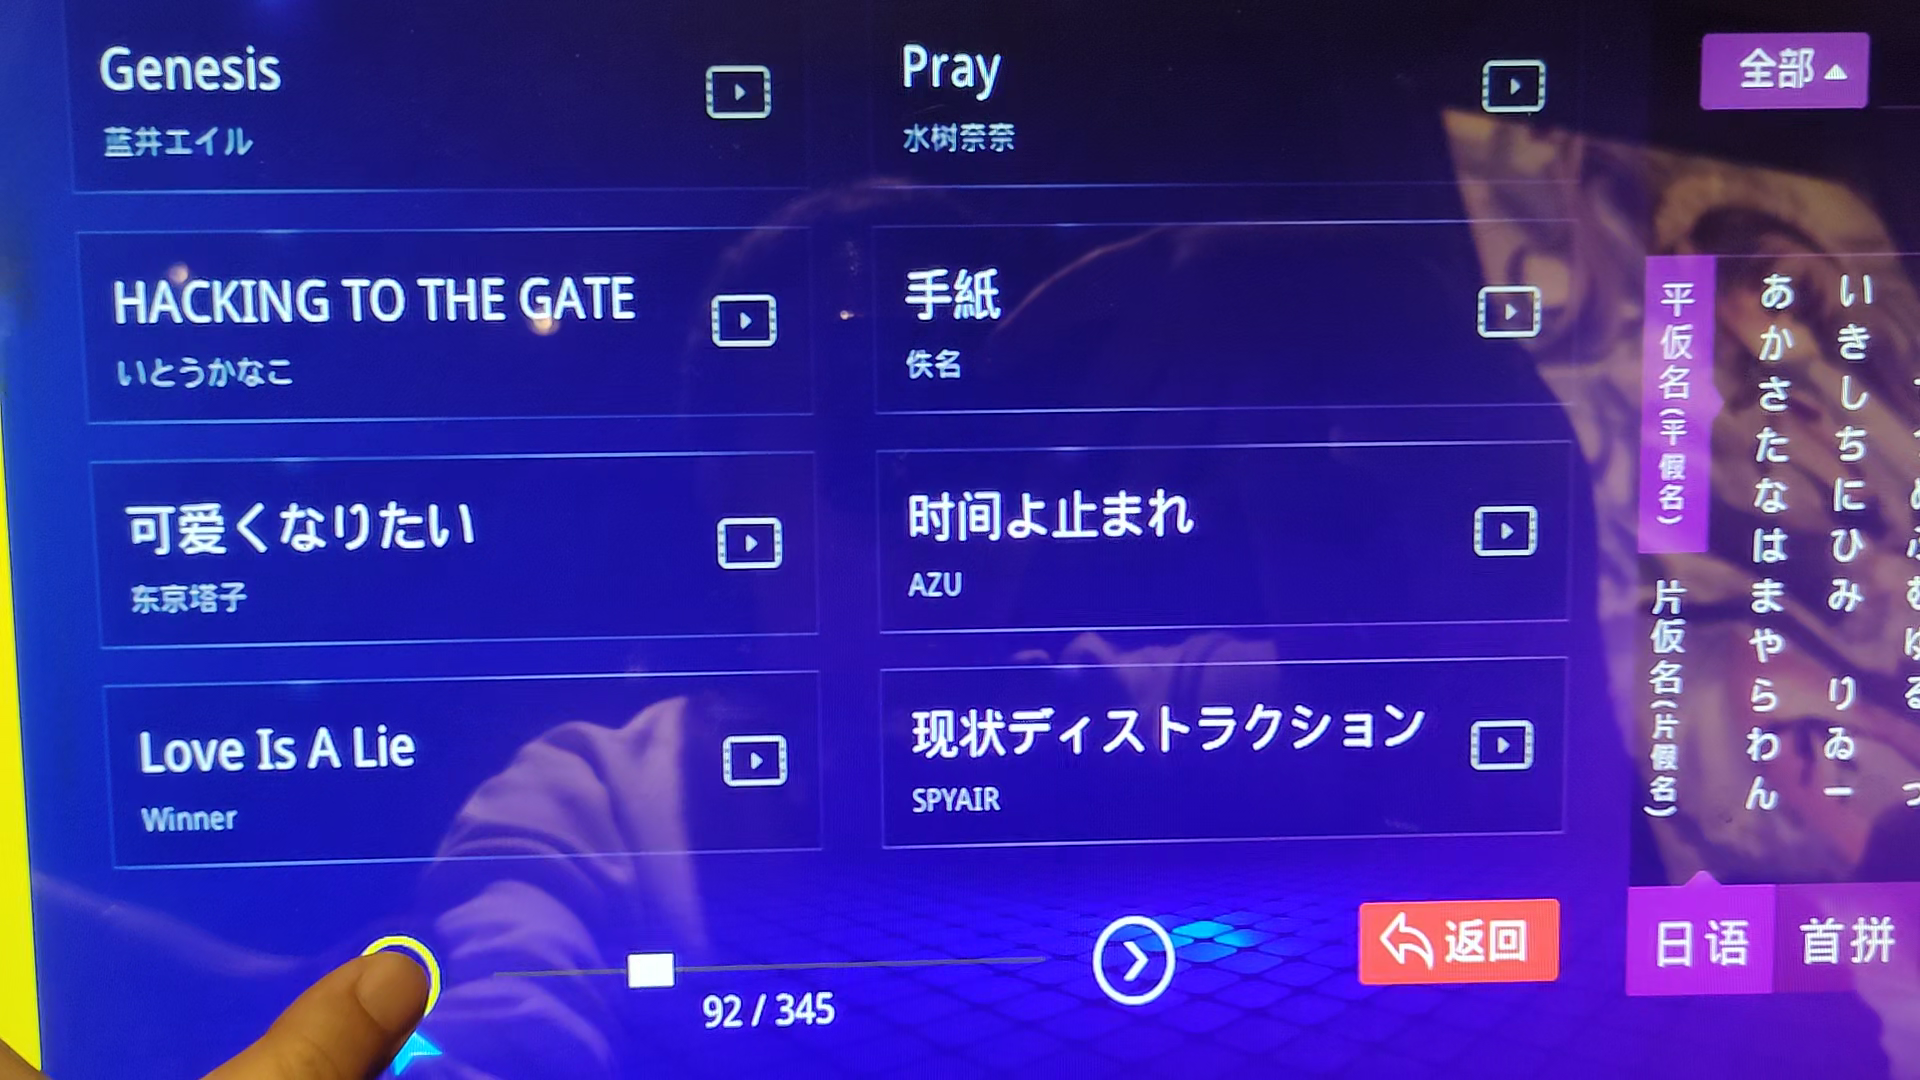 Genesis
蓝井エイル
Pray
水树奈奈
HACKING TO THE GATE
いとうかなこ
手紙
佚名
可爱くなりたい
东京塔子
时间よ止まれ
AZU
Love Is A Lie
Winner
现状ディストラクション
SPYAIR
92 / 345
返回
全部
平仮名(平假名)
片仮名(片假名)
あかさたなはまやらわん
いきしちにひみ りゐー
日语
首拼